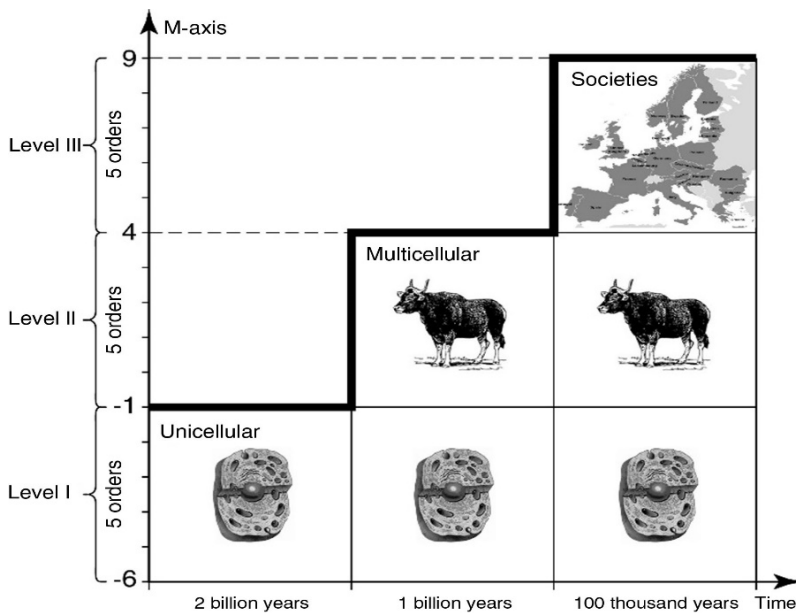 M-axis
9
Societies
Level III
5 orders
4
Multicellular
Level II
5 orders
-1
Unicellular
Level I
5 orders
-6
2 billion years
1 billion years
100 thousand years
Time